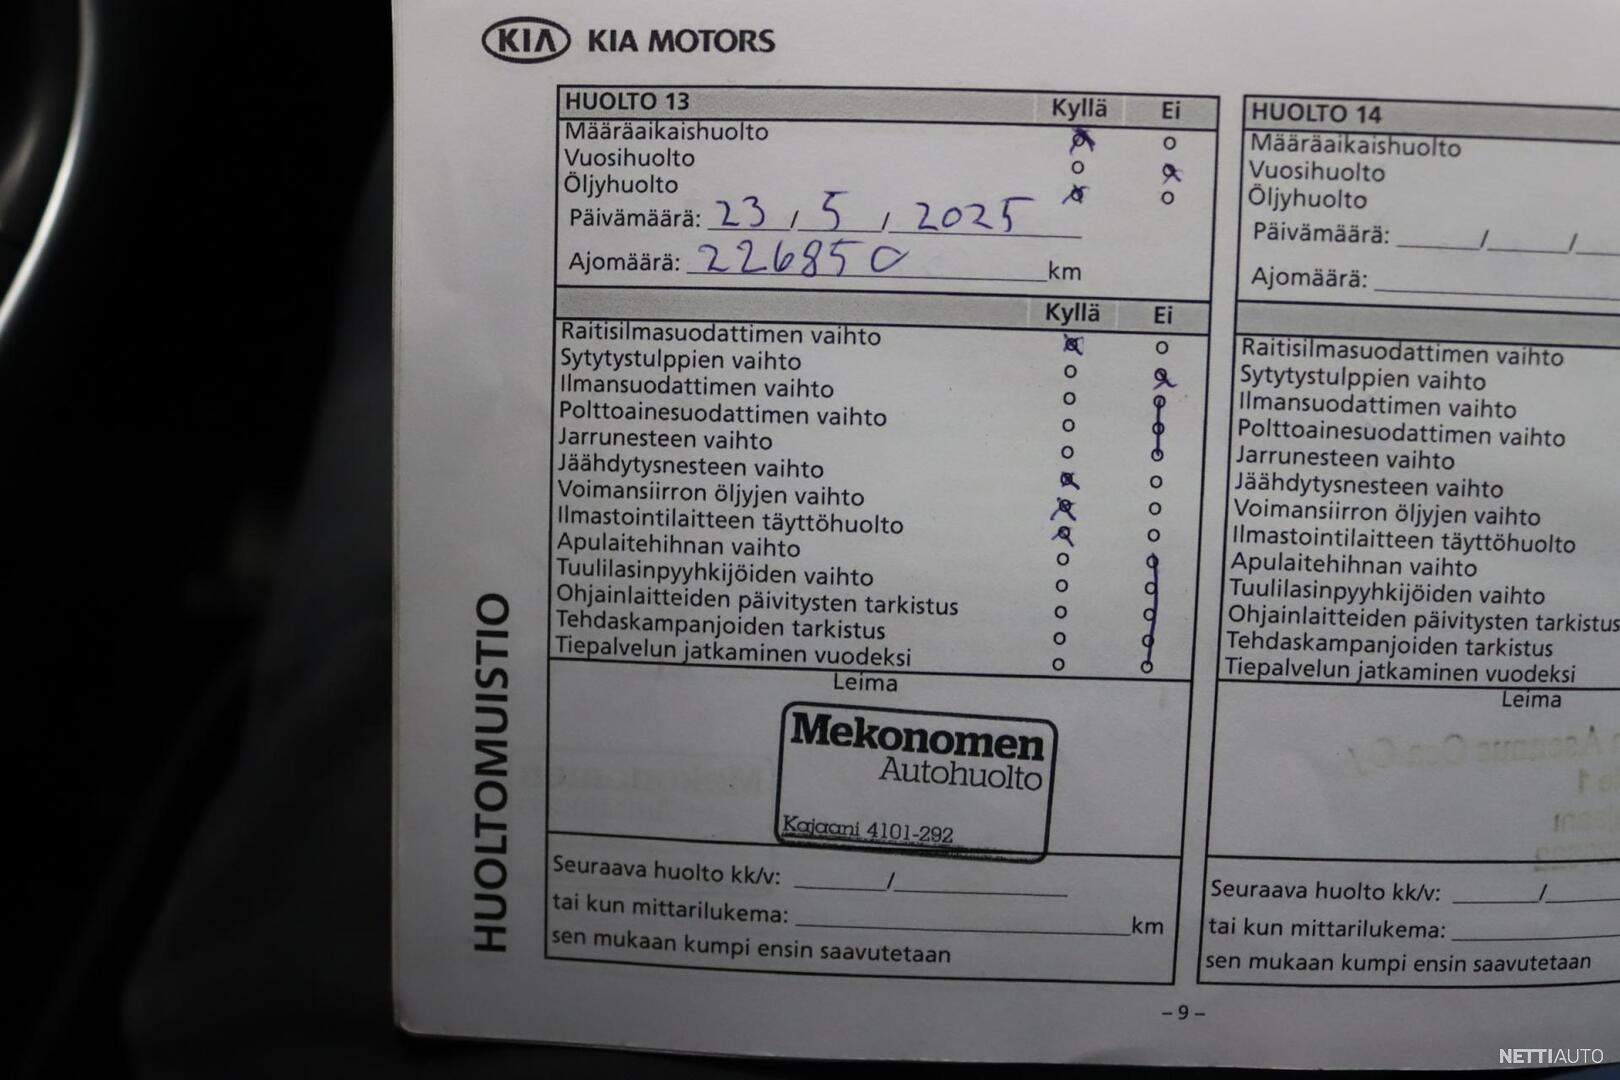 KIA KIA MOTORS
HUOLTO 13 Kyllä Ei
Määräaikaishuolto
Vuosihuolto
Öljyhuolto
Päivämäärä: 23 / 5 / 2025
Ajomäärä: 226850 km
Kyllä Ei
Raitisilmasuodattimen vaihto
Sytytystulppien vaihto
Ilmansuodattimen vaihto
Polttoainesuodattimen vaihto
Jarrunesteen vaihto
Jäähdytysnesteen vaihto
Voimansiirron öljyjen vaihto
Ilmastointilaitteen täyttöhuolto
Apulaitehihnan vaihto
Tuulilasinpyyhkijöiden vaihto
Ohjainlaitteiden päivitysten tarkistus
Tehdaskampanjoiden tarkistus
Tiepalvelun jatkaminen vuodeksi
Leima
Mekonomen
Autohuolto
Kajaani 4101-292
Seuraava huolto kk/v: /
tai kun mittarilukema: km
sen mukaan kumpi ensin saavutetaan
HUOLTO 14
Määräaikaishuolto
Vuosihuolto
Öljyhuolto
Päivämäärä: / /
Ajomäärä:
Raitisilmasuodattimen vaihto
Sytytystulppien vaihto
Ilmansuodattimen vaihto
Polttoainesuodattimen vaihto
Jarrunesteen vaihto
Jäähdytysnesteen vaihto
Voimansiirron öljyjen vaihto
Ilmastointilaitteen täyttöhuolto
Apulaitehihnan vaihto
Tuulilasinpyyhkijöiden vaihto
Ohjainlaitteiden päivitysten tarkistus
Tehdaskampanjoiden tarkistus
Tiepalvelun jatkaminen vuodeksi
Leima
Seuraava huolto kk/v: /
tai kun mittarilukema:
sen mukaan kumpi ensin saavutetaan
HUOLTOMUISTIO
– 9 –
NETTIAUTO